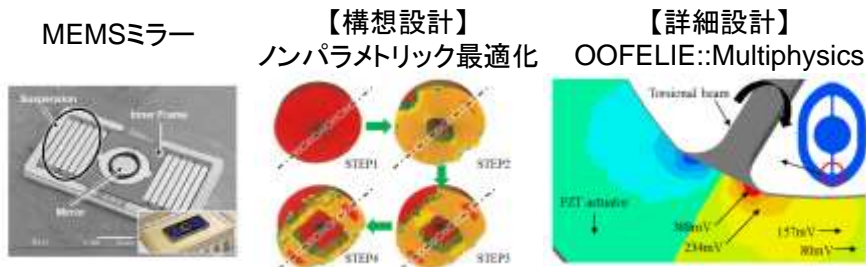 MEMSミラー
【構想設計】
ノンパラメトリック最適化
【詳細設計】
OOFELIE::Multiphysics
Suspension
Inner Frame
Mirror
STEP1
STEP2
STEP3
Torsional beam
PZT actuator
368mV
234mV
157mV
80mV